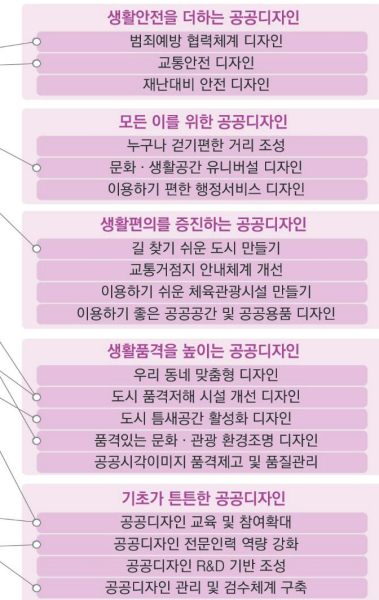 생활안전을 더하는 공공디자인
범죄예방 협력체계 디자인
교통안전 디자인
재난대비 안전 디자인
모든 이를 위한 공공디자인
누구나 걷기편한 거리 조성
문화 · 생활공간 유니버설 디자인
이용하기 편한 행정서비스 디자인
생활편의를 증진하는 공공디자인
길 찾기 쉬운 도시 만들기
교통거점지 안내체계 개선
이용하기 쉬운 체육관광시설 만들기
이용하기 좋은 공공공간 및 공공용품 디자인
생활품격을 높이는 공공디자인
우리 동네 맞춤형 디자인
도시 품격저해 시설 개선 디자인
도시 틈새공간 활성화 디자인
품격있는 문화 · 관광 환경조명 디자인
공공시각이미지 품격제고 및 품질관리
기초가 튼튼한 공공디자인
공공디자인 교육 및 참여확대
공공디자인 전문인력 역량 강화
공공디자인 R&D 기반 조성
공공디자인 관리 및 검수체계 구축